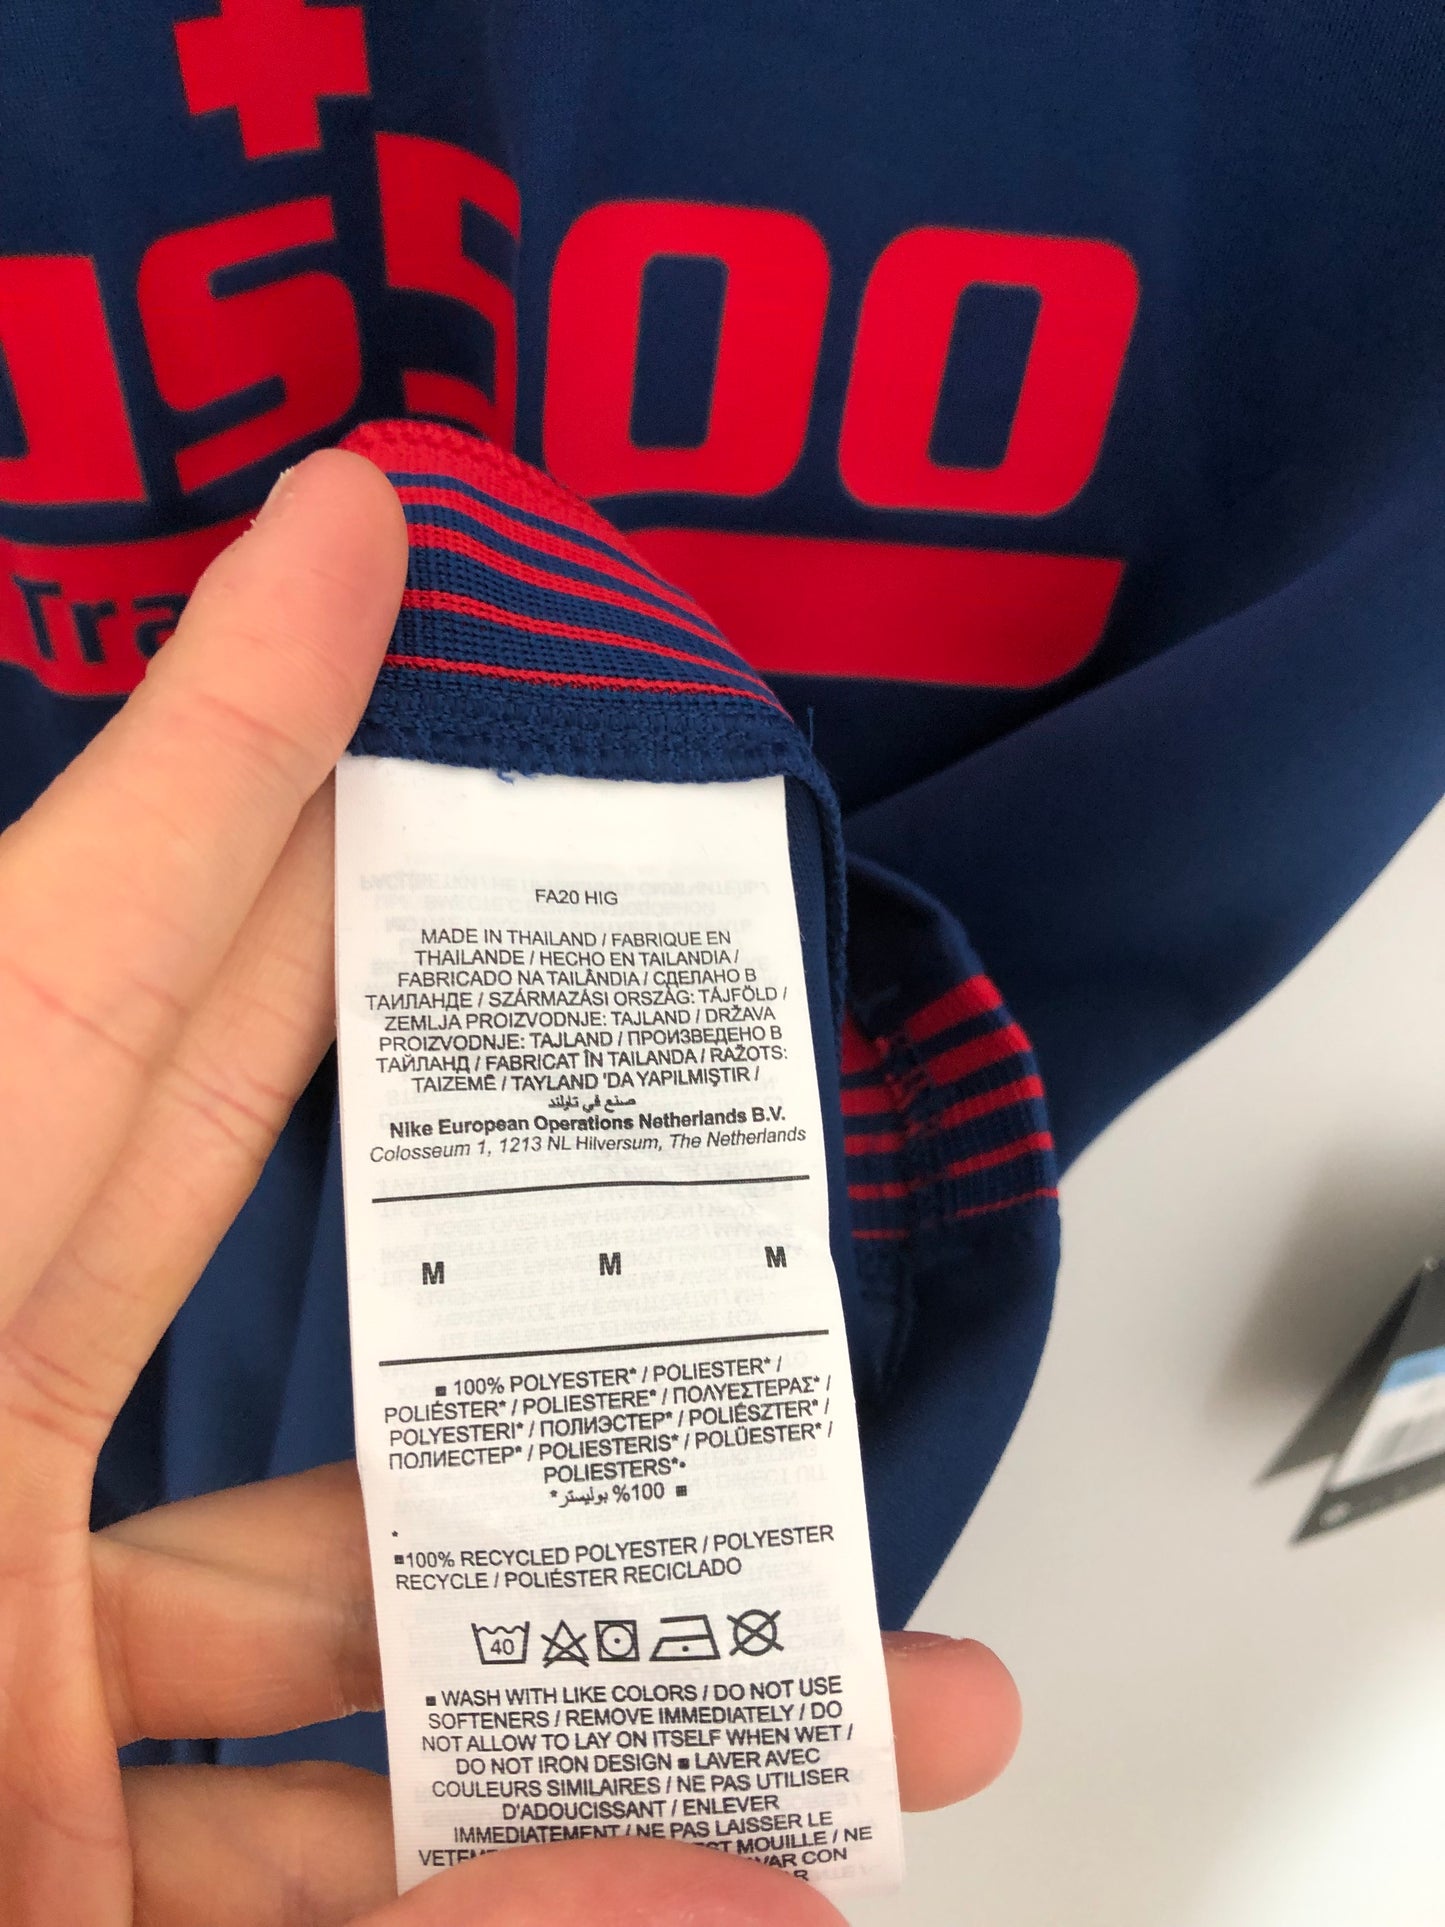 us500
Tra
FA20 HIG
MADE IN THAILAND / FABRIQUE EN
THAILANDE / HECHO EN TAILANDIA /
FABRICADO NA TAILÂNDIA / СДЕЛАНО В
ТАИЛАНДЕ / SZÁRMAZÁSI ORSZÁG: TÁJFÖLD /
ZEMLJA PROIZVODNJE: TAJLAND / DRŽAVA
PROIZVODNJE: TAJLAND / ПРОИЗВЕДЕНО В
ТАЙЛАНД / FABRICAT ÎN TAILANDA / RAŽOTS:
TAIZEMĒ / TAYLAND 'DA YAPILMIŞTIR /
صنع في تايلند
Nike European Operations Netherlands B.V.
Colosseum 1, 1213 NL Hilversum, The Netherlands
M M M
■ 100% POLYESTER* / POLIESTER* /
POLIÉSTER* / POLIESTERE* / ΠΟΛΥΕΣΤΕΡΑΣ* /
POLYESTERI* / ПОЛИЭСТЕР* / POLIÉSZTER* /
ПОЛИЕСТЕР* / POLIESTERIS* / POLÜESTER* /
POLIESTERS*•
■ 100% بوليستر*
*
■100% RECYCLED POLYESTER / POLYESTER
RECYCLE / POLIÉSTER RECICLADO
40
■ WASH WITH LIKE COLORS / DO NOT USE
SOFTENERS / REMOVE IMMEDIATELY / DO
NOT ALLOW TO LAY ON ITSELF WHEN WET /
DO NOT IRON DESIGN ■ LAVER AVEC
COULEURS SIMILAIRES / NE PAS UTILISER
D'ADOUCISSANT / ENLEVER
IMMEDIATEMENT / NE PAS LAISSER LE
MOUILLE / NE
CON